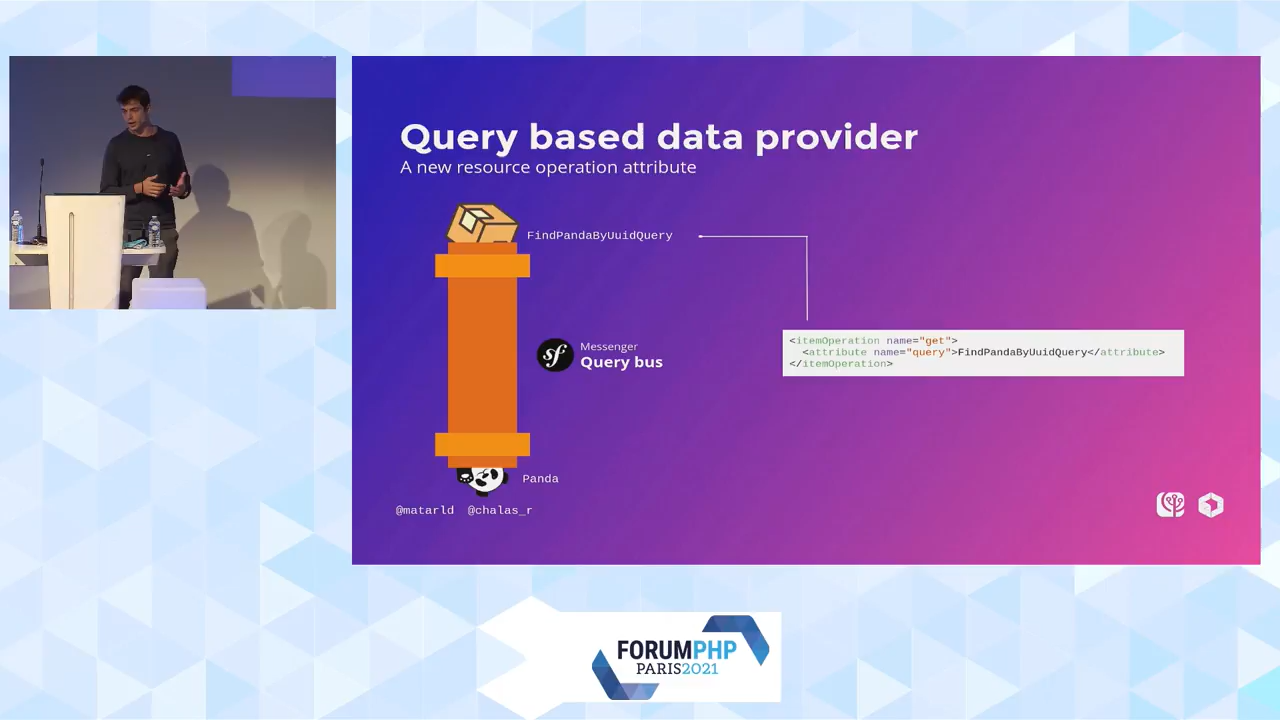 Query based data provider
A new resource operation attribute
FindPandaByUuidQuery
sf Messenger
Query bus
<itemOperation name="get">
<attribute name="query">FindPandaByUuidQuery</attribute>
</itemOperation>
Panda
@matarld @chalas_r
FORUMPHP
PARIS2021